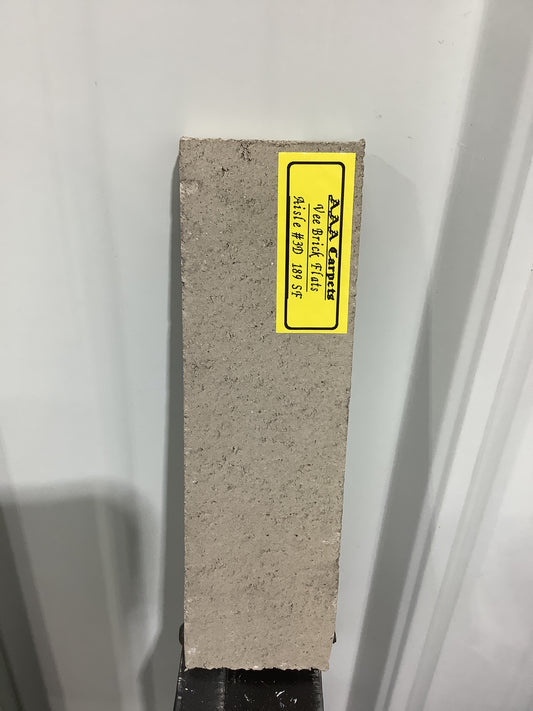 AAA Carpets
Vee Brick Flats
Aisle #3D 189 SF